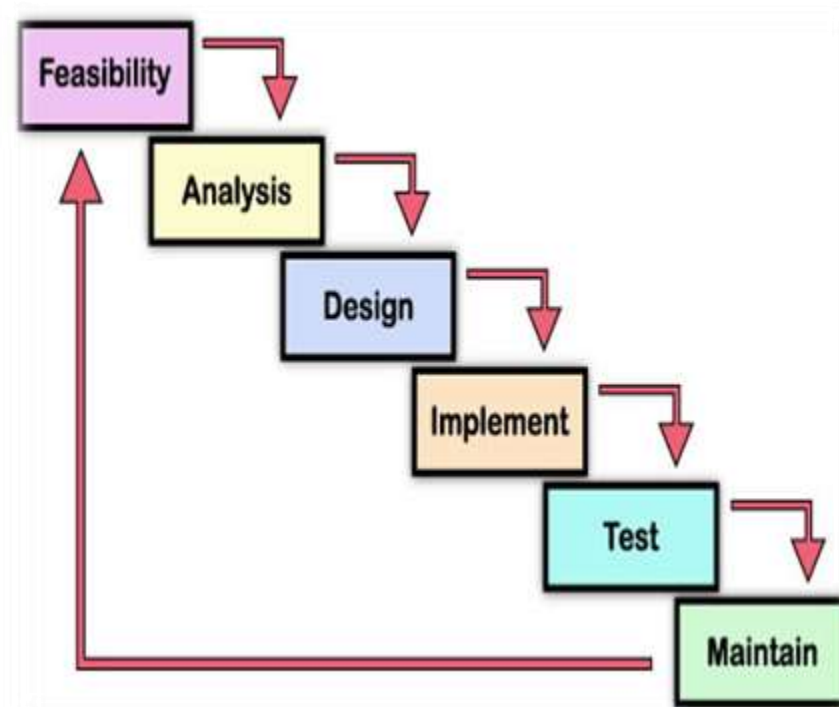 Feasibility
Analysis
Design
Implement
Test
Maintain